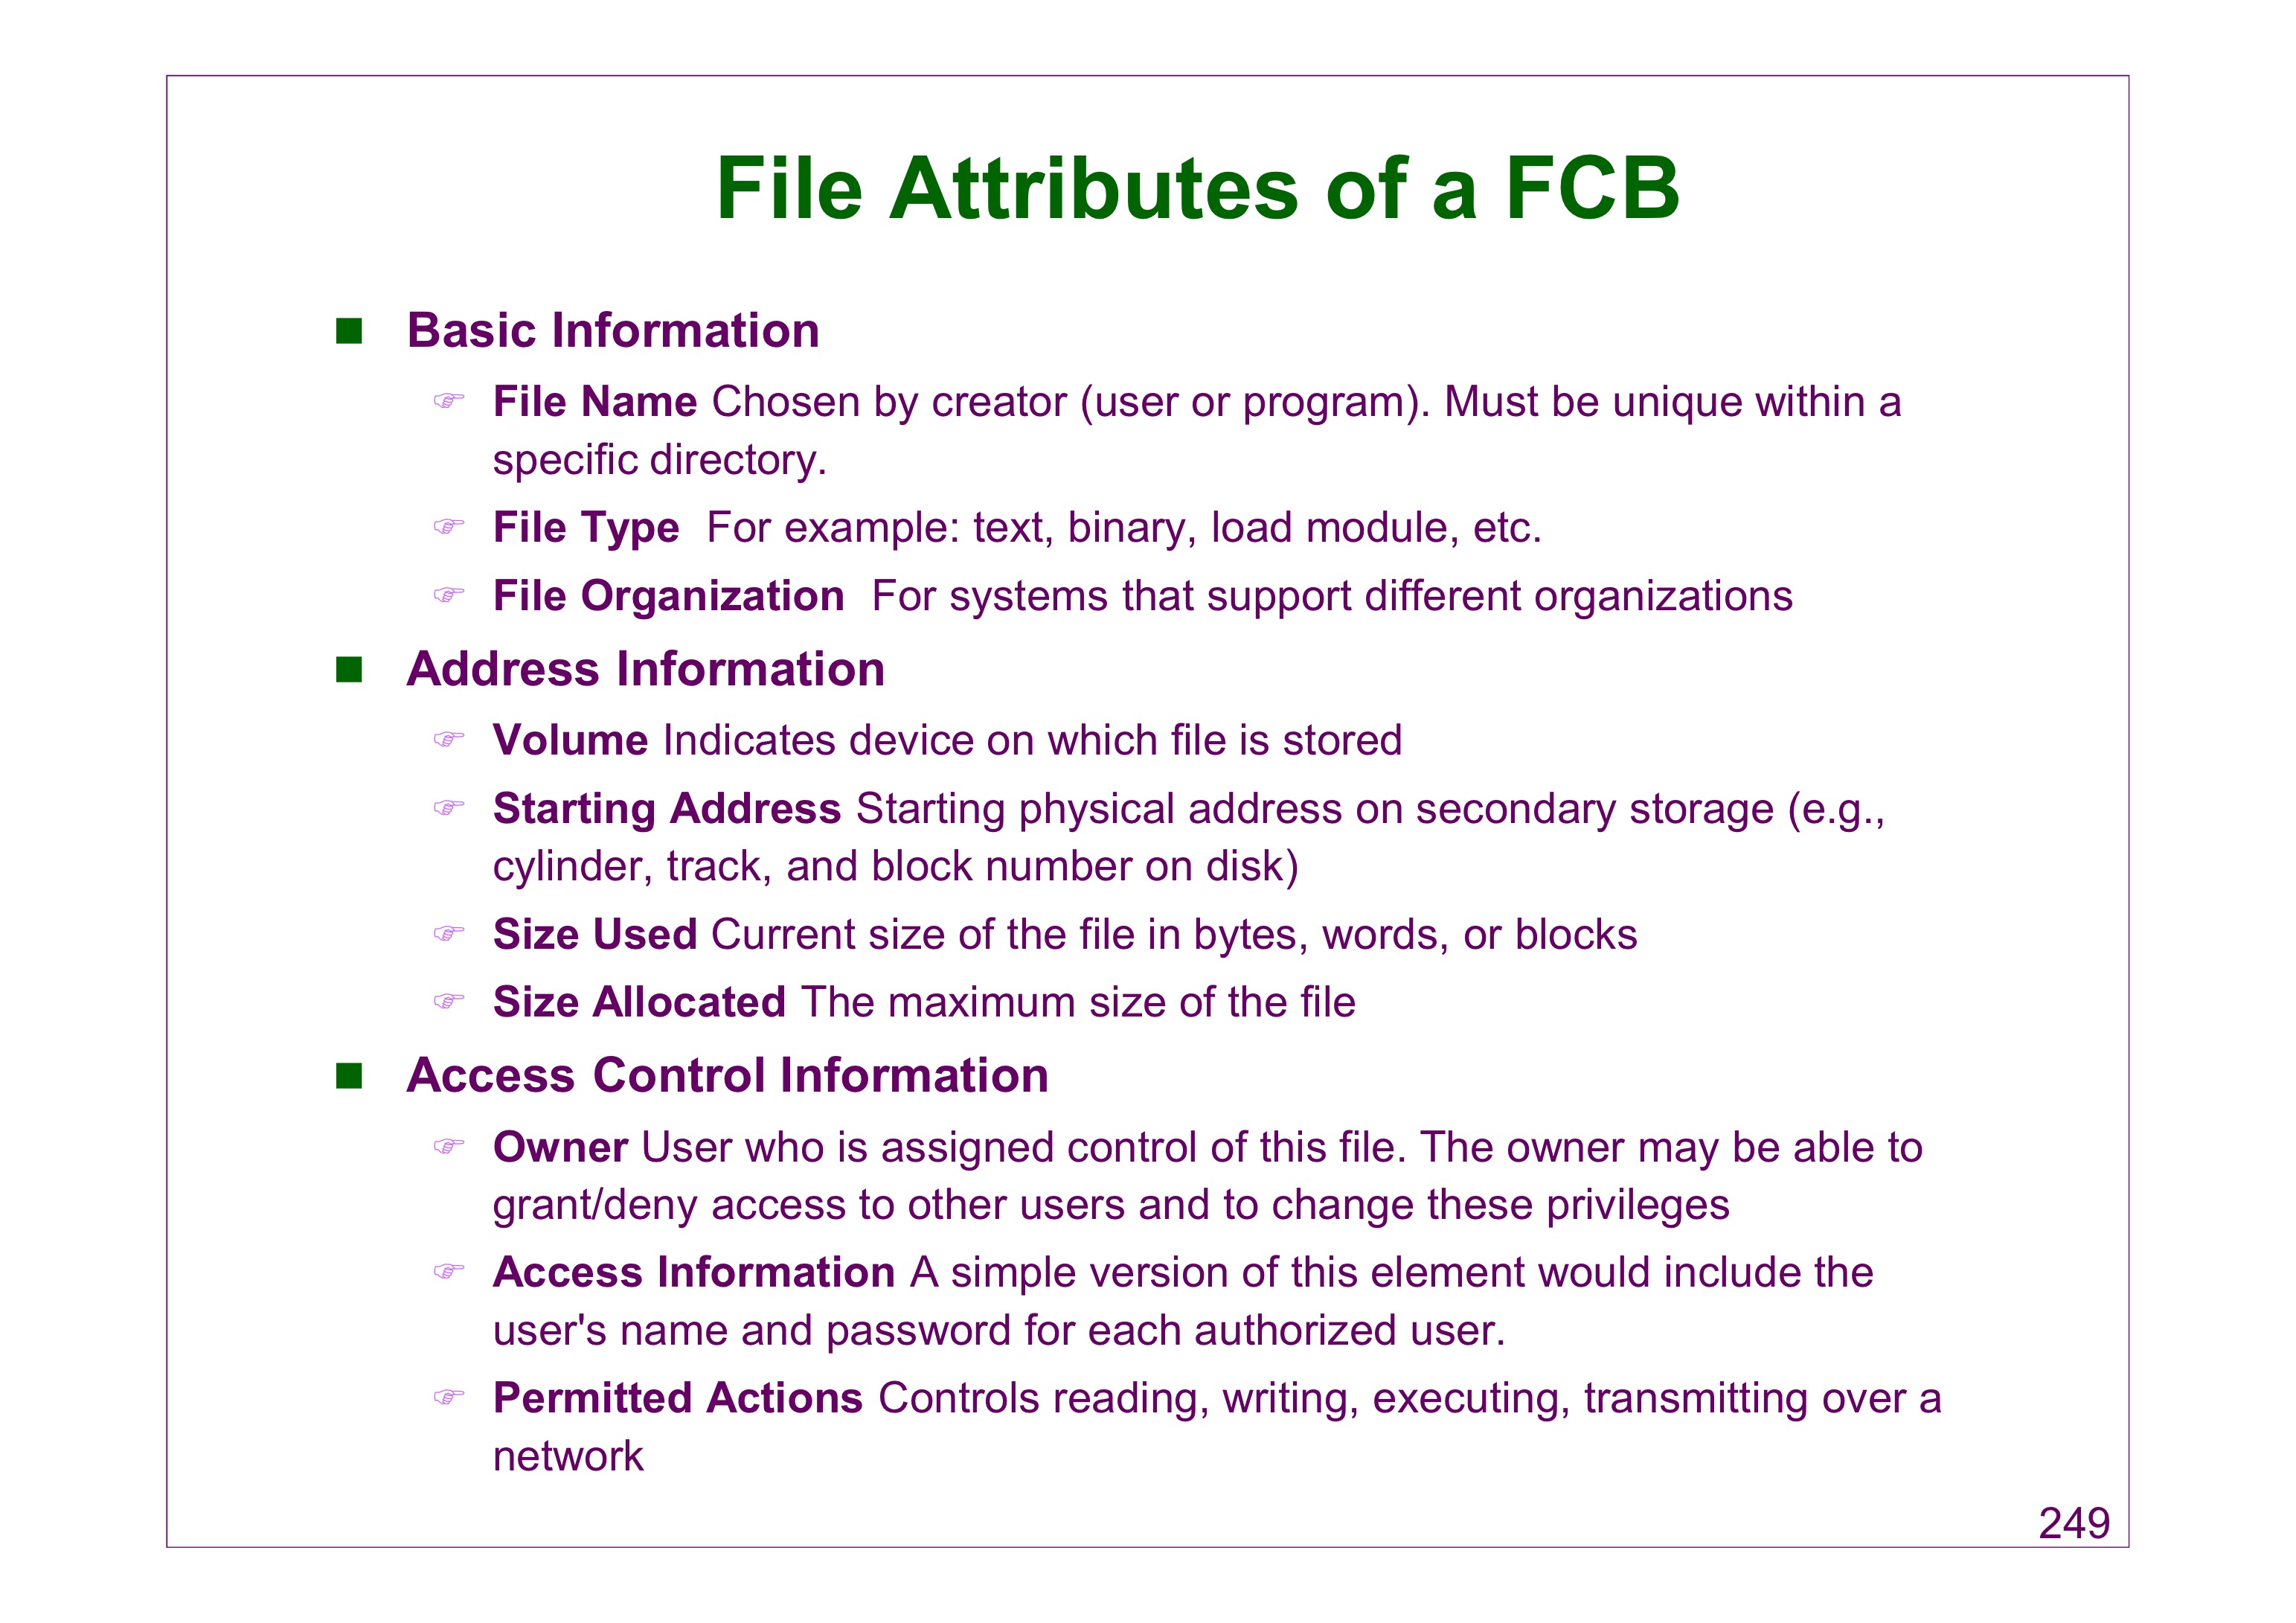 File Attributes of a FCB
Basic Information
File Name Chosen by creator (user or program). Must be unique within a
specific directory.
File Type  For example: text, binary, load module, etc.
File Organization  For systems that support different organizations
Address Information
Volume Indicates device on which file is stored
Starting Address Starting physical address on secondary storage (e.g.,
cylinder, track, and block number on disk)
Size Used Current size of the file in bytes, words, or blocks
Size Allocated The maximum size of the file
Access Control Information
Owner User who is assigned control of this file. The owner may be able to
grant/deny access to other users and to change these privileges
Access Information A simple version of this element would include the
user's name and password for each authorized user.
Permitted Actions Controls reading, writing, executing, transmitting over a
network
249